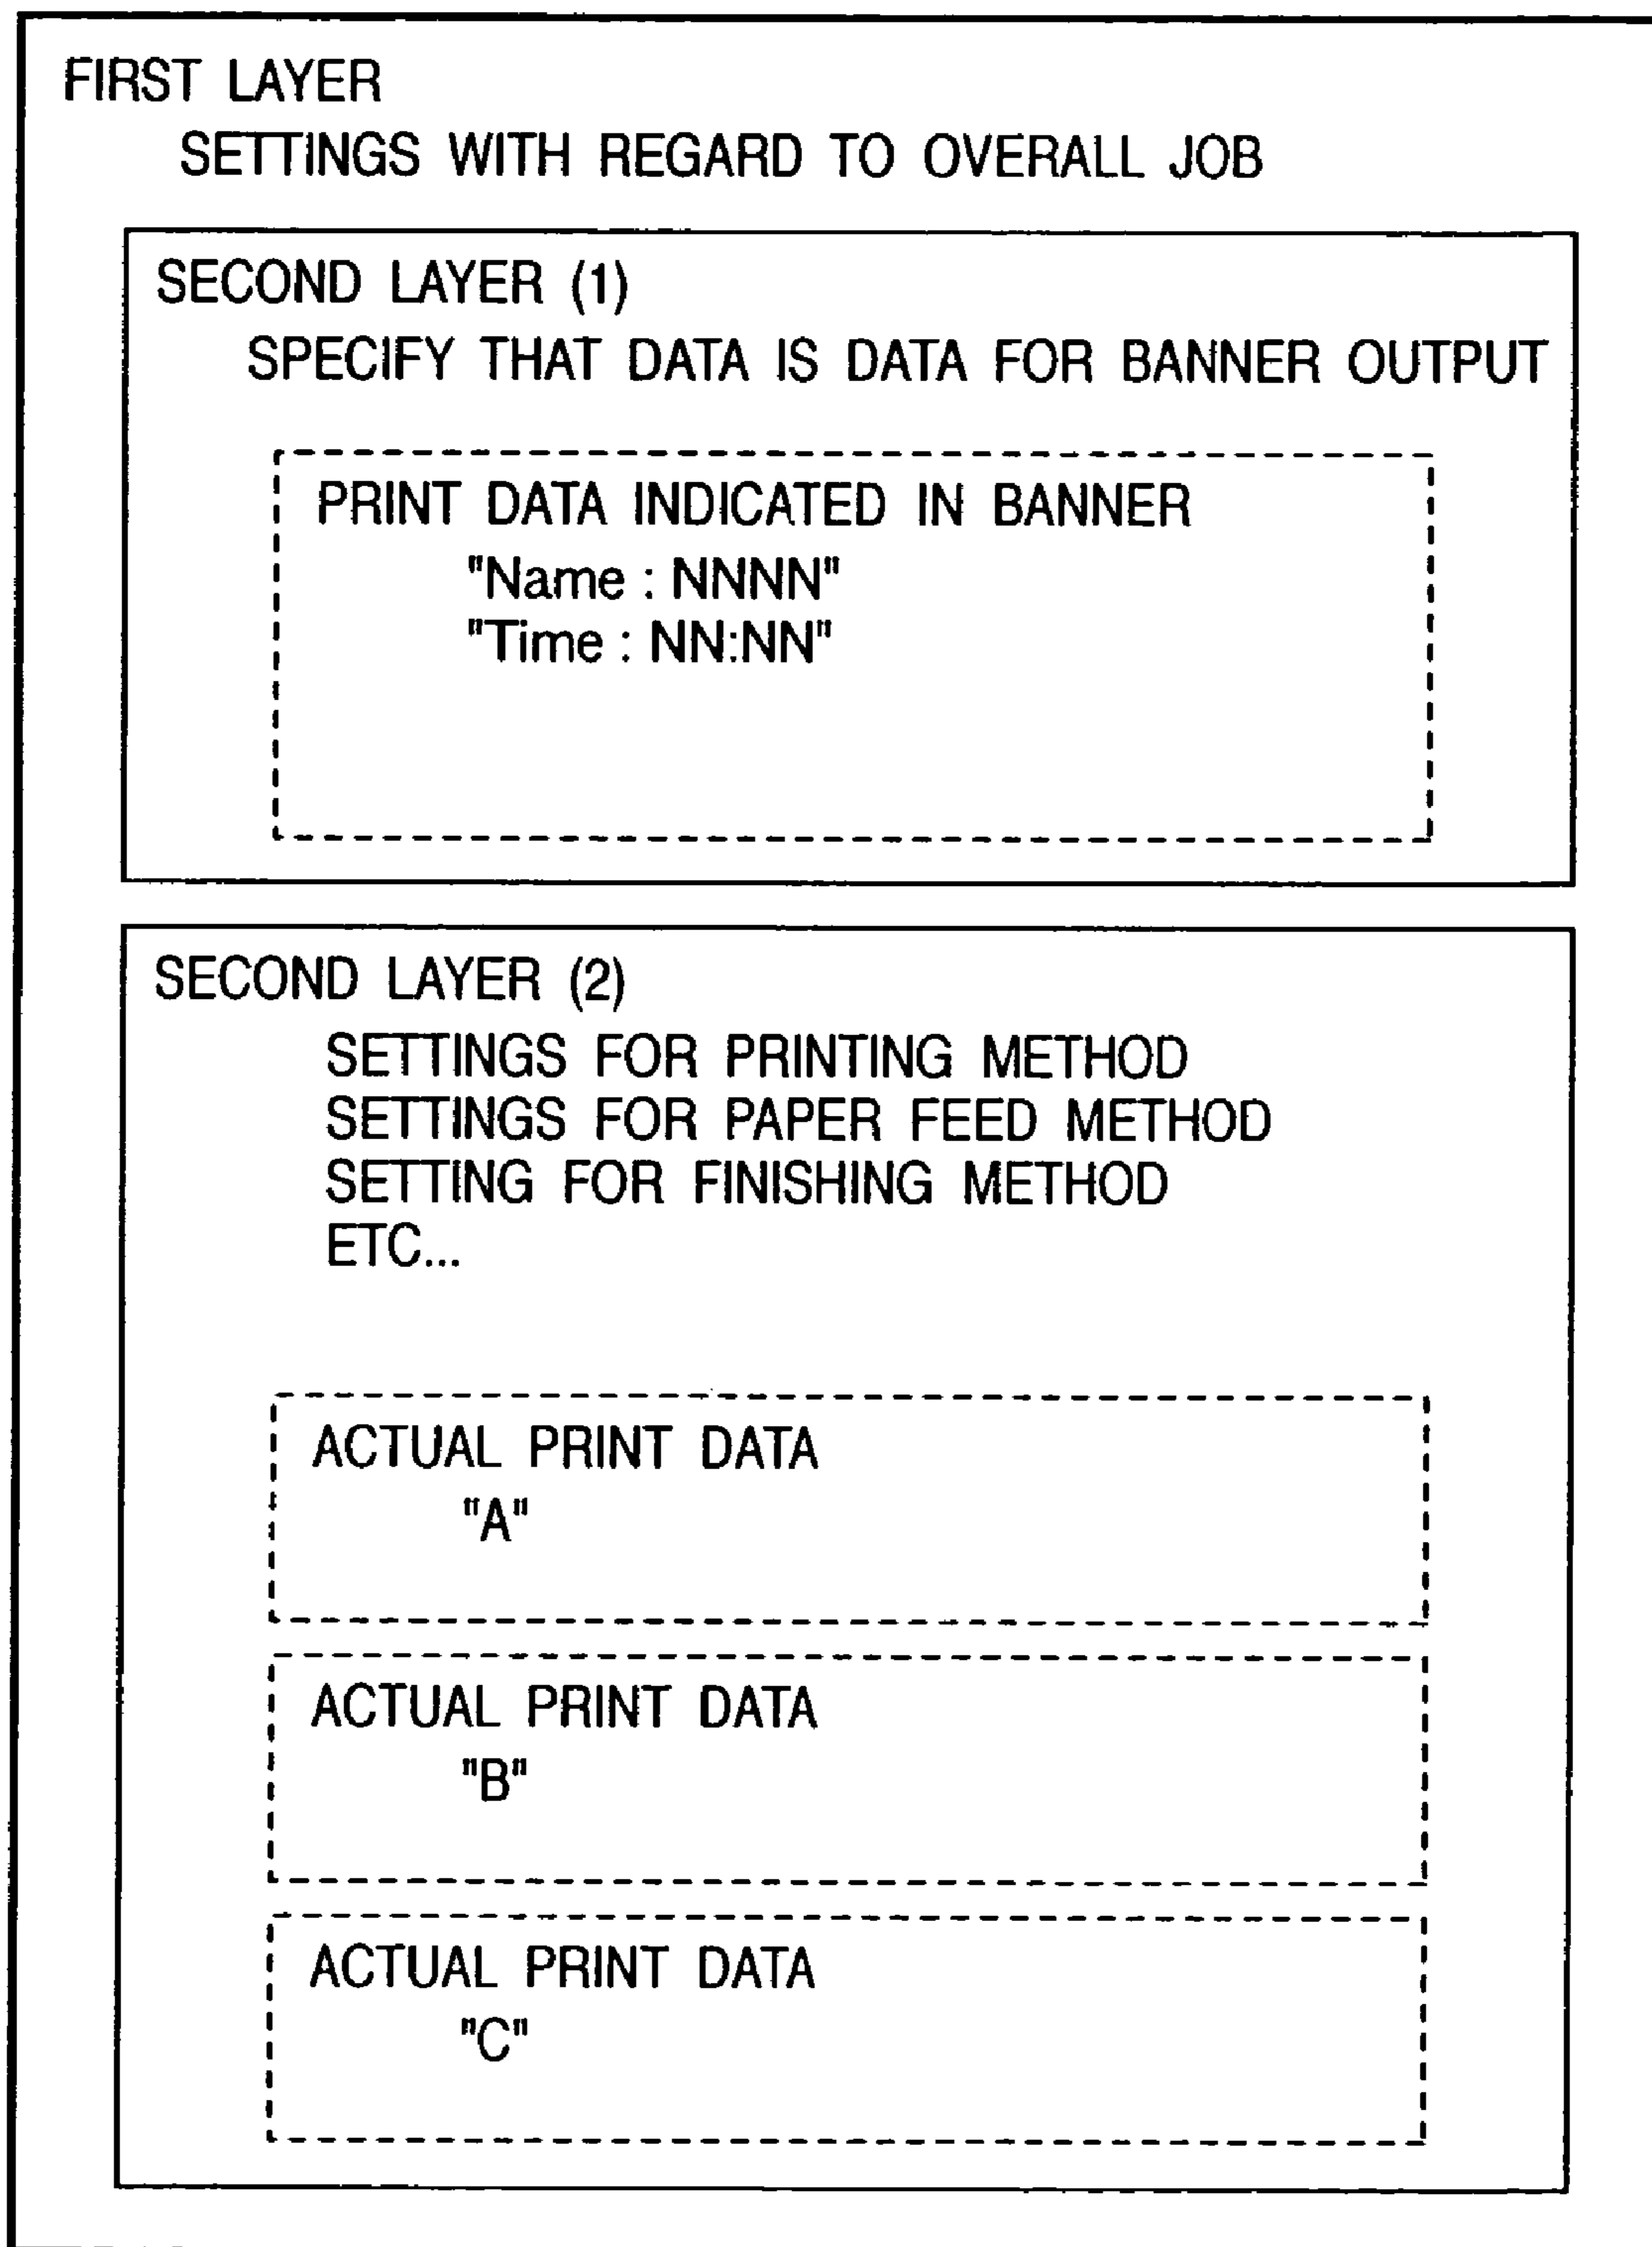 FIRST LAYER
SETTINGS WITH REGARD TO OVERALL JOB
SECOND LAYER (1)
SPECIFY THAT DATA IS DATA FOR BANNER OUTPUT
PRINT DATA INDICATED IN BANNER
"Name : NNNN"
"Time : NN:NN"
SECOND LAYER (2)
SETTINGS FOR PRINTING METHOD
SETTINGS FOR PAPER FEED METHOD
SETTING FOR FINISHING METHOD
ETC...
ACTUAL PRINT DATA
"A"
ACTUAL PRINT DATA
"B"
ACTUAL PRINT DATA
"C"